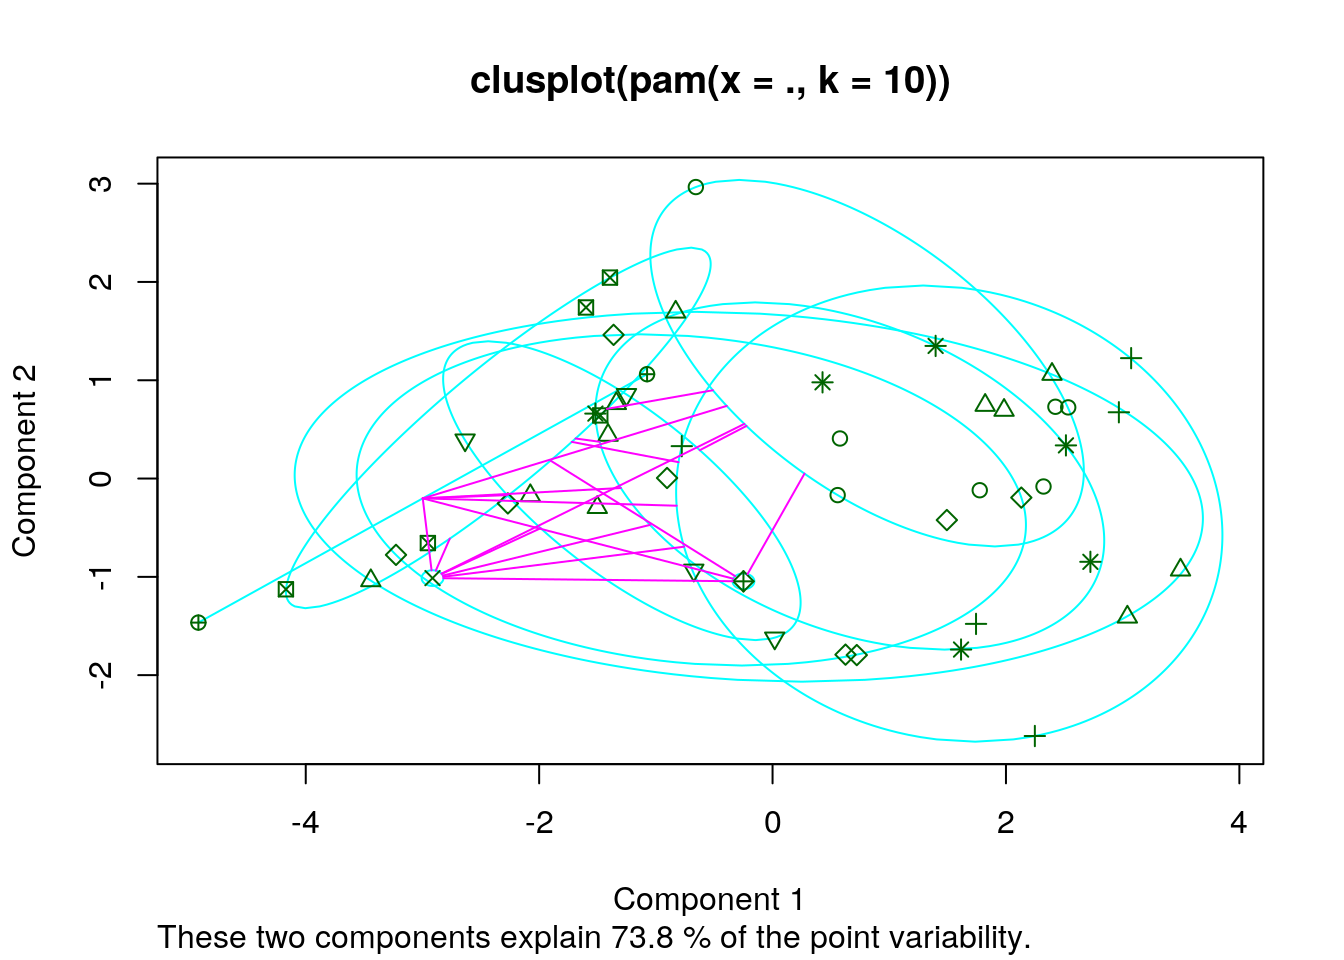 clusplot(pam(x = ., k = 10))
3
2
1
0
-1
-2
Component 2
-4 -2 0 2 4
Component 1
These two components explain 73.8 % of the point variability.